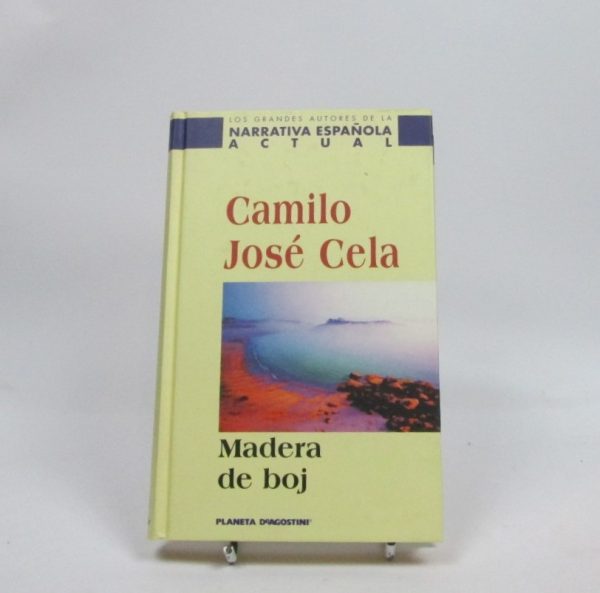 LOS GRANDES AUTORES DE LA
NARRATIVA ESPAÑOLA
ACTUAL
Camilo
José Cela
Madera
de boj
PLANETA DEAGOSTINI